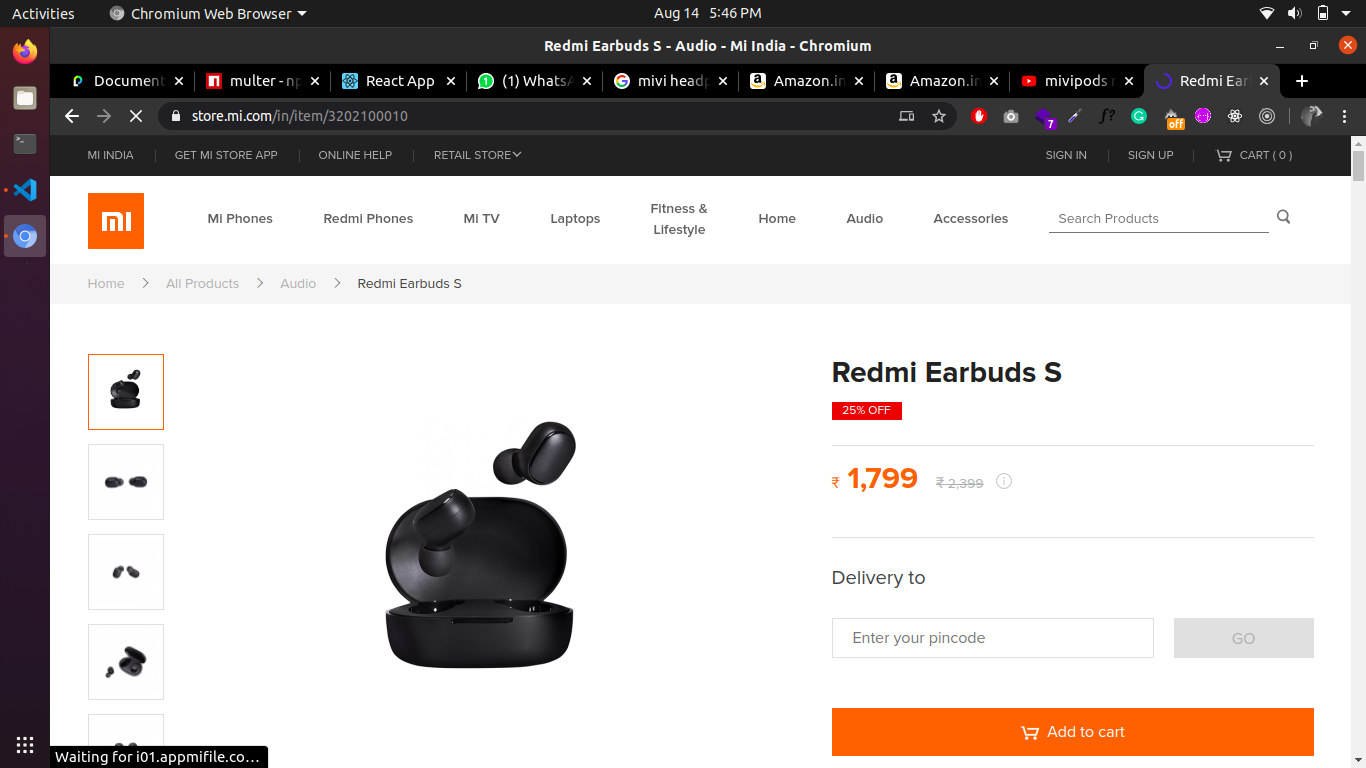 Activities
Chromium Web Browser
Aug 14 5:46 PM
Redmi Earbuds S - Audio - Mi India - Chromium
Document
multer - np
React App
(1) WhatsA
mivi headp
Amazon.in
Amazon.in
mivipods r
Redmi Ear
store.mi.com/in/item/3202100010
7
f?
off
MI INDIA
GET MI STORE APP
ONLINE HELP
RETAIL STORE
SIGN IN
SIGN UP
CART ( 0 )
mi
Mi Phones
Redmi Phones
Mi TV
Laptops
Fitness &
Lifestyle
Home
Audio
Accessories
Search Products
Home
All Products
Audio
Redmi Earbuds S
Redmi Earbuds S
25% OFF
₹ 1,799 ₹ 2,399
Delivery to
Enter your pincode
GO
Add to cart
Waiting for i01.appmifile.co…